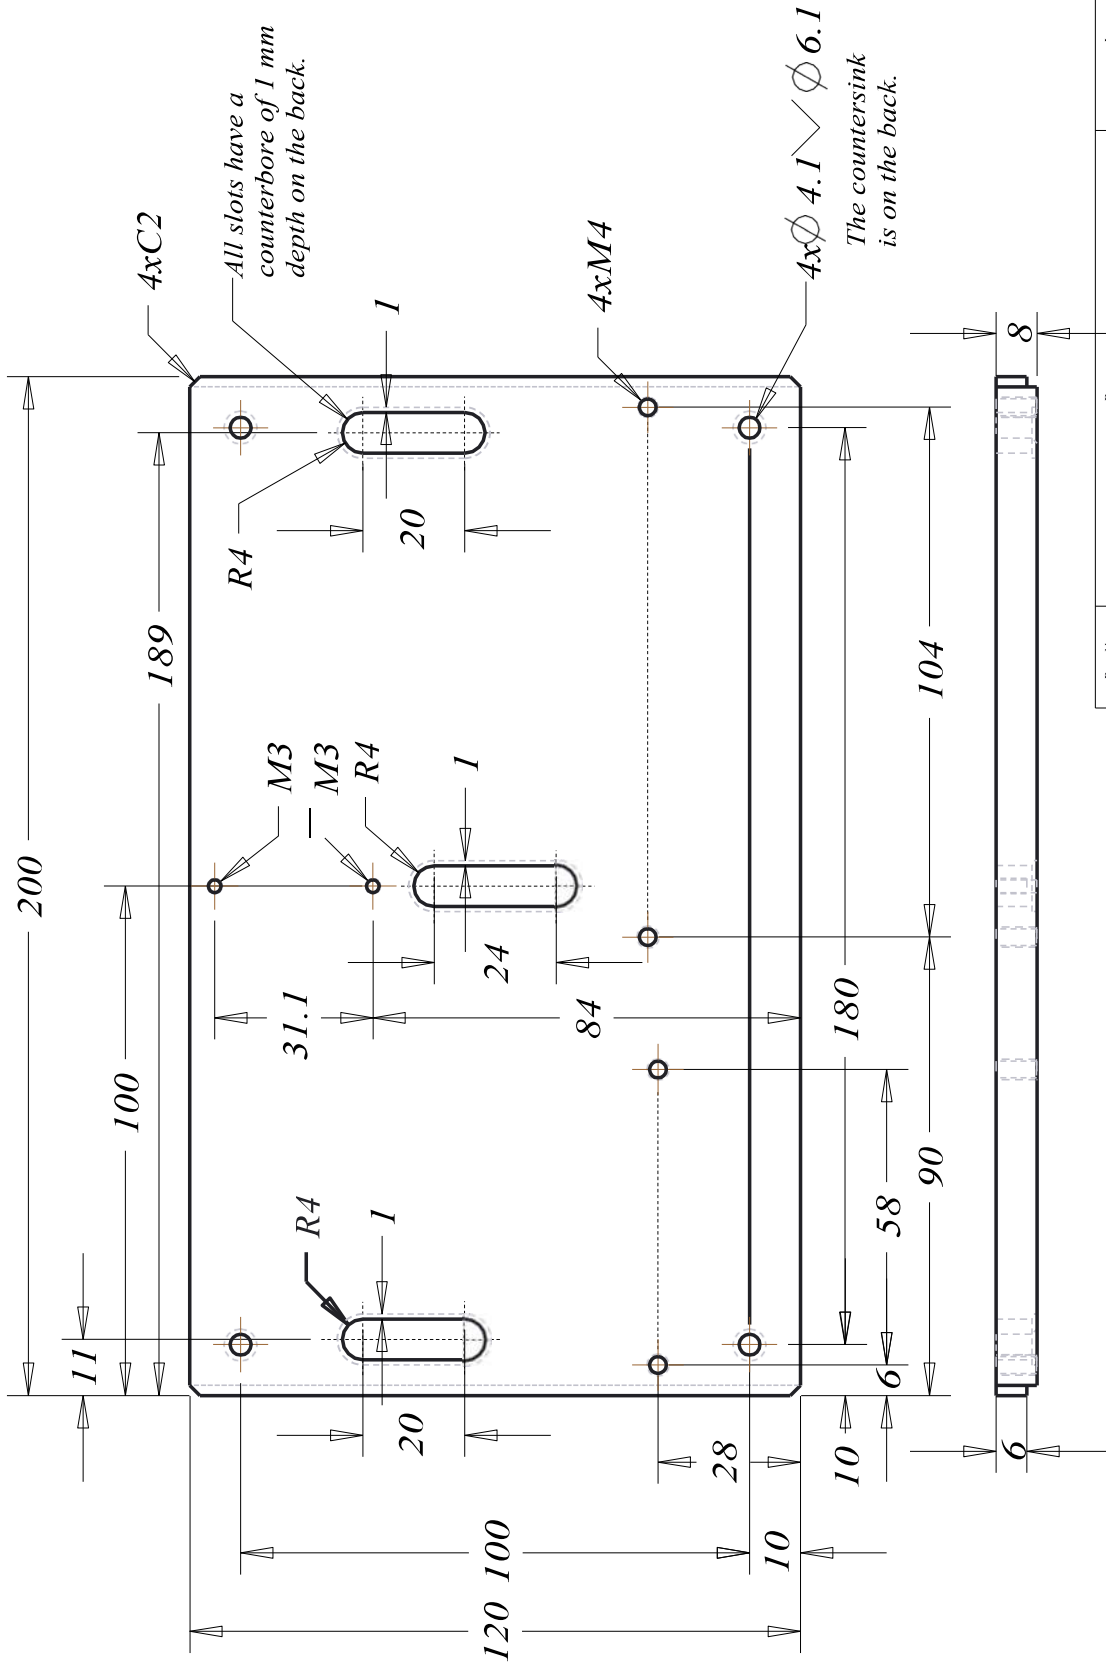 200
11
100
189
4xC2
All slots have a
counterbore of 1 mm
depth on the back.
M3
M3
R4
R4
R4
1
1
1
20
24
20
31.1
84
4xM4
4x∅ 4.1 ∨ ∅ 6.1
The countersink
is on the back.
120
100
10
28
10
6
58
180
90
104
6
8